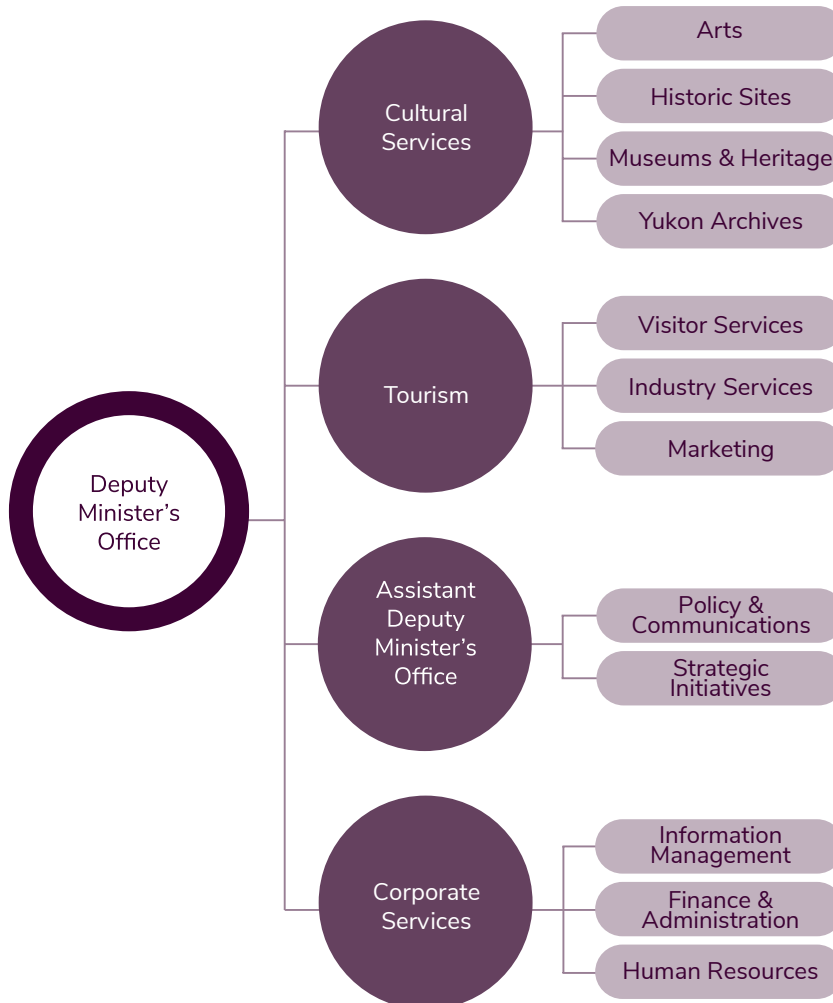 Deputy
Minister’s
Office
Cultural
Services
Arts
Historic Sites
Museums & Heritage
Yukon Archives
Tourism
Visitor Services
Industry Services
Marketing
Assistant
Deputy
Minister’s
Office
Policy &
Communications
Strategic
Initiatives
Corporate
Services
Information
Management
Finance &
Administration
Human Resources